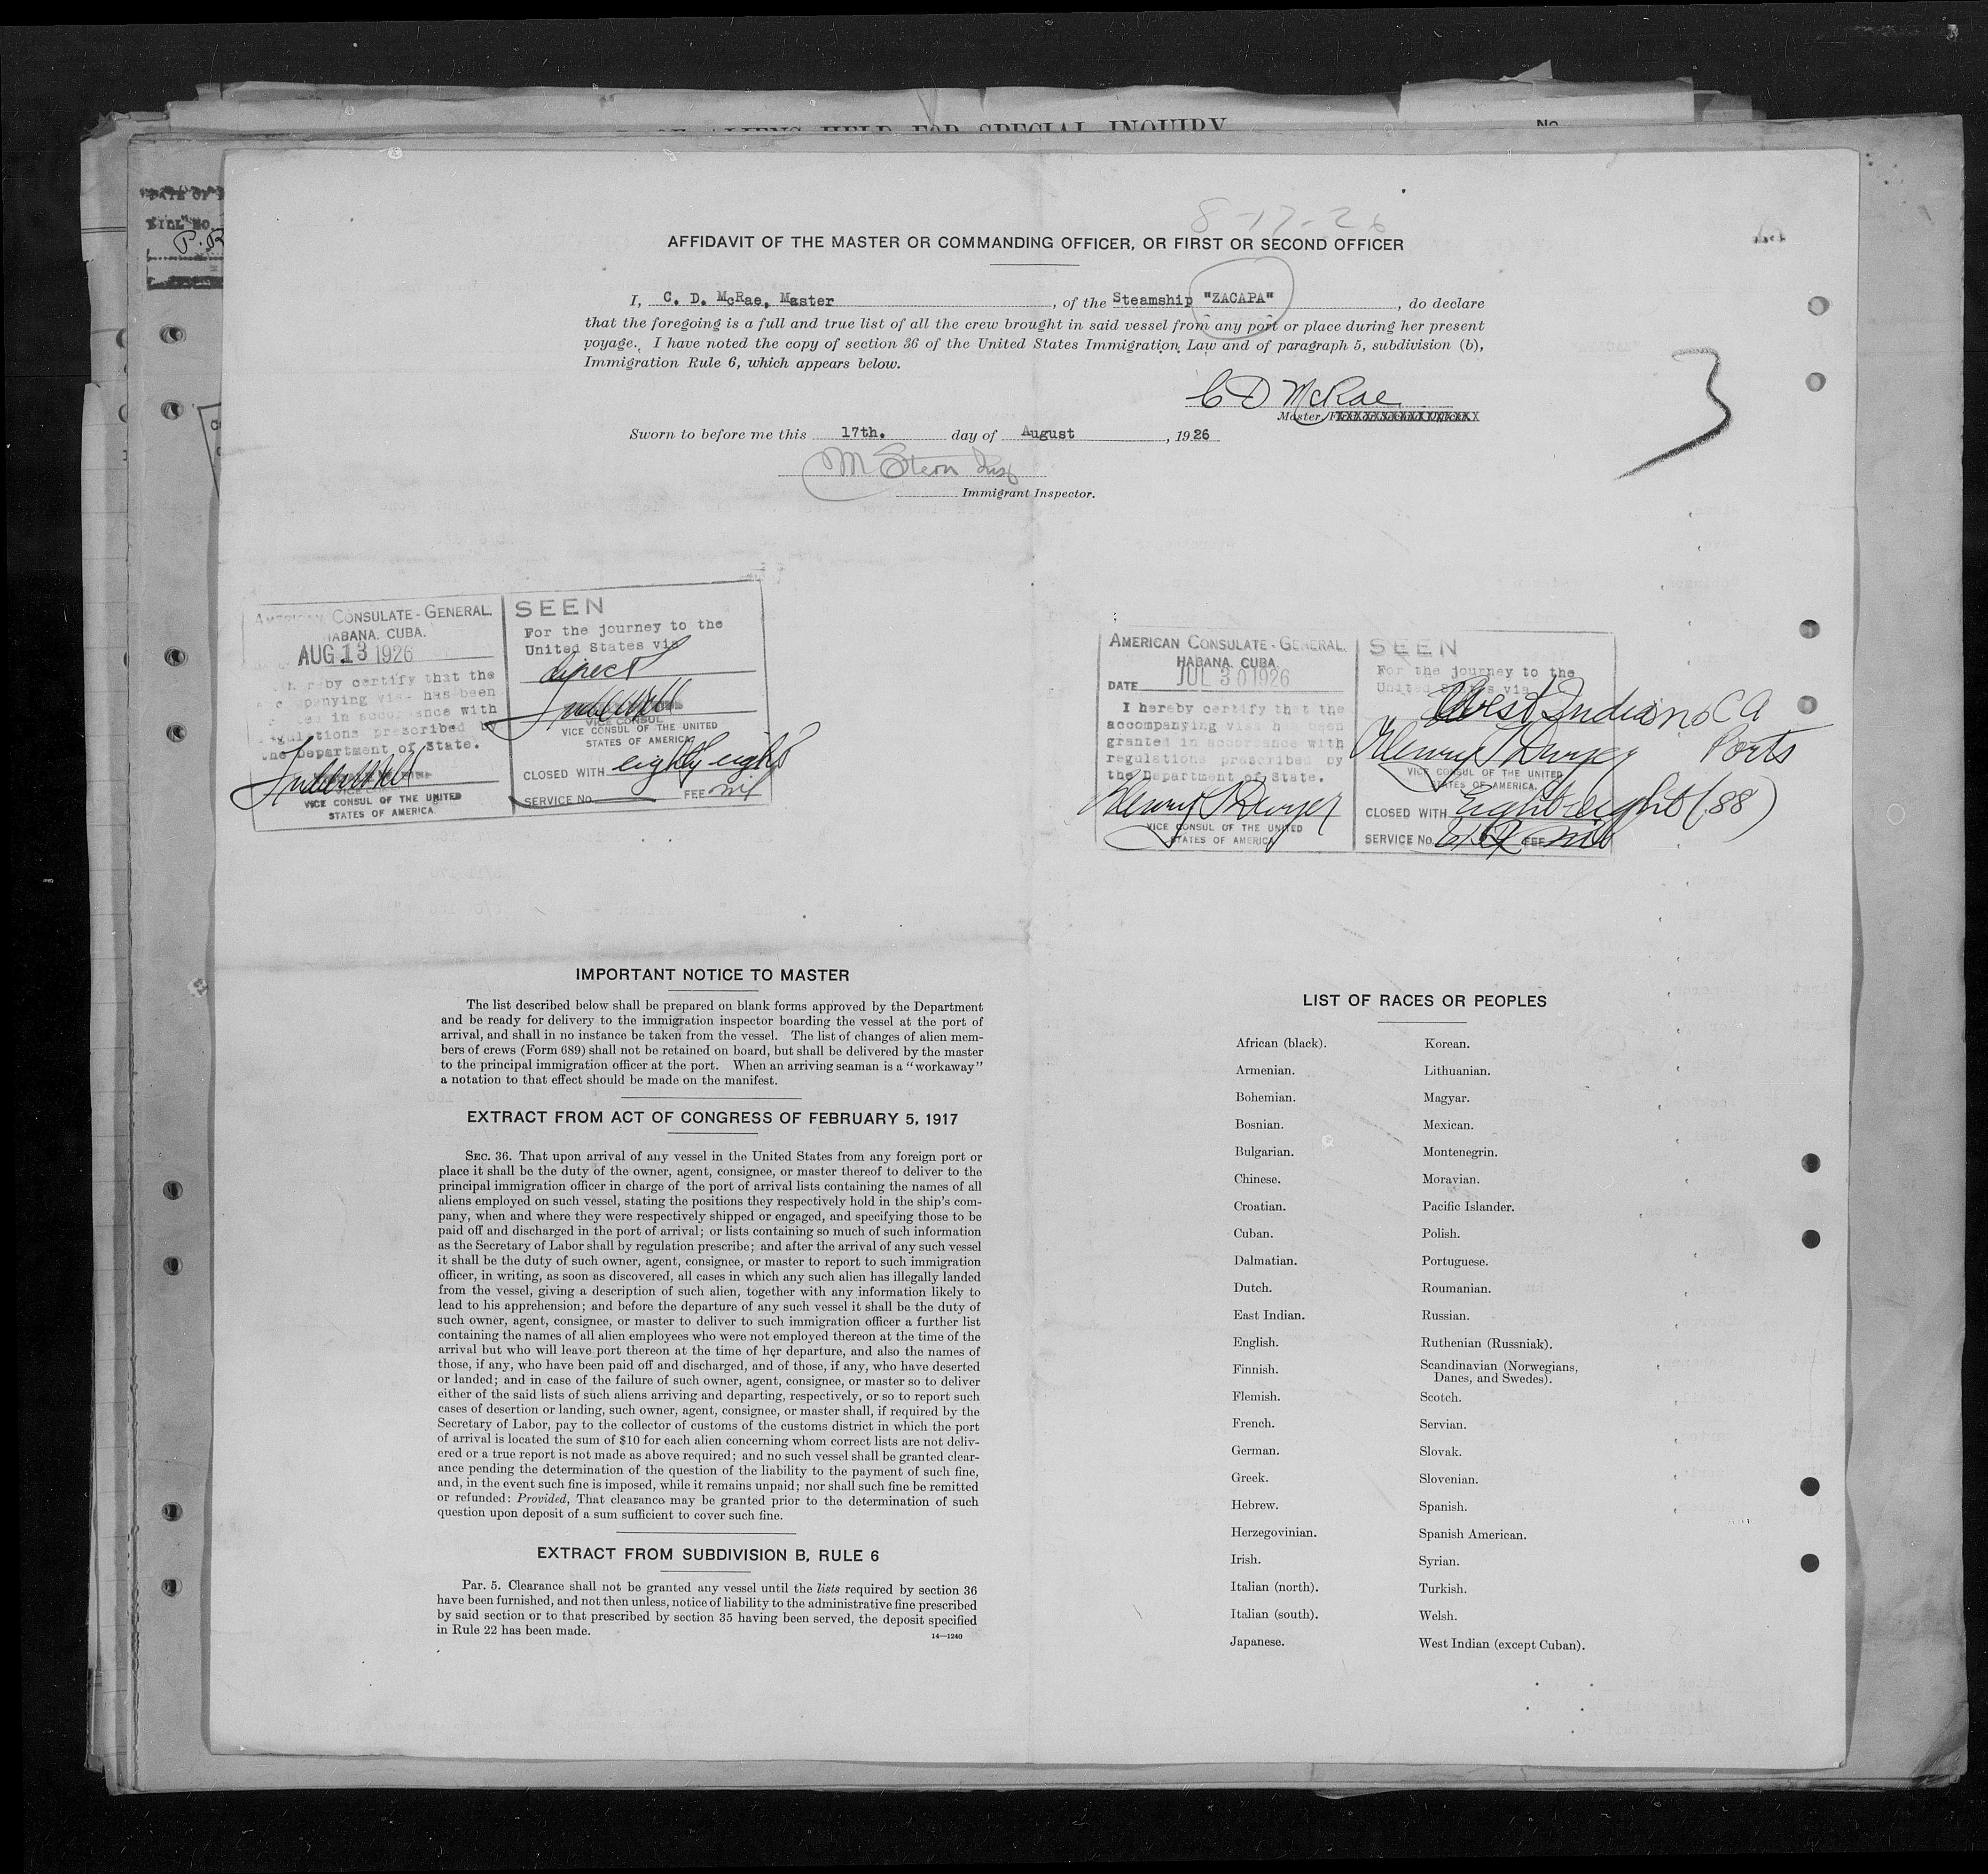 OF ALIENS HELD FOR SPECIAL INQUIRY
No
DATE OF
BILL NO.
P. R
8-17-26
AFFIDAVIT OF THE MASTER OR COMMANDING OFFICER, OR FIRST OR SECOND OFFICER
I, C. D. McRae, Master, of the Steamship "ZACAPA", do declare
that the foregoing is a full and true list of all the crew brought in said vessel from any port or place during her present
voyage. I have noted the copy of section 36 of the United States Immigration Law and of paragraph 5, subdivision (b),
Immigration Rule 6, which appears below.
C D McRae
Master
3
Sworn to before me this 17th. day of August, 1926
M Stern Insp
Immigrant Inspector.
AMERICAN CONSULATE-GENERAL.
HABANA. CUBA.
AUG 13 1926
hereby certify that the
accompanying visa has been
in accordance with
regulations prescribed by
the Department of State.
VICE CONSUL OF THE UNITED
STATES OF AMERICA
SEEN
For the journey to the
United States via
direct
VICE CONSUL
VICE CONSUL OF THE UNITED
STATES OF AMERICA
CLOSED WITH eighty eight
SERVICE No. FEE nil
AMERICAN CONSULATE-GENERAL.
HABANA. CUBA.
DATE JUL 30 1926
I hereby certify that the
accompanying visa has been
granted in accordance with
regulations prescribed by
the Department of State.
VICE CONSUL OF THE UNITED
STATES OF AMERICA
SEEN
For the journey to the
United States via
West Indian & CA
Ports
VICE CONSUL OF THE UNITED
STATES OF AMERICA.
CLOSED WITH Eight-eight (88)
SERVICE No. FEE nil
IMPORTANT NOTICE TO MASTER
The list described below shall be prepared on blank forms approved by the Department
and be ready for delivery to the immigration inspector boarding the vessel at the port of
arrival, and shall in no instance be taken from the vessel. The list of changes of alien mem-
bers of crews (Form 689) shall not be retained on board, but shall be delivered by the master
to the principal immigration officer at the port. When an arriving seaman is a "workaway"
a notation to that effect should be made on the manifest.
EXTRACT FROM ACT OF CONGRESS OF FEBRUARY 5, 1917
SEC. 36. That upon arrival of any vessel in the United States from any foreign port or
place it shall be the duty of the owner, agent, consignee, or master thereof to deliver to the
principal immigration officer in charge of the port of arrival lists containing the names of all
aliens employed on such vessel, stating the positions they respectively hold in the ship's com-
pany, when and where they were respectively shipped or engaged, and specifying those to be
paid off and discharged in the port of arrival; or lists containing so much of such information
as the Secretary of Labor shall by regulation prescribe; and after the arrival of any such vessel
it shall be the duty of such owner, agent, consignee, or master to report to such immigration
officer, in writing, as soon as discovered, all cases in which any such alien has illegally landed
from the vessel, giving a description of such alien, together with any information likely to
lead to his apprehension; and before the departure of any such vessel it shall be the duty of
such owner, agent, consignee, or master to deliver to such immigration officer a further list
containing the names of all alien employees who were not employed thereon at the time of the
arrival but who will leave port thereon at the time of her departure, and also the names of
those, if any, who have been paid off and discharged, and of those, if any, who have deserted
or landed; and in case of the failure of such owner, agent, consignee, or master so to deliver
either of the said lists of such aliens arriving and departing, respectively, or so to report such
cases of desertion or landing, such owner, agent, consignee, or master shall, if required by the
Secretary of Labor, pay to the collector of customs of the customs district in which the port
of arrival is located the sum of $10 for each alien concerning whom correct lists are not deliv-
ered or a true report is not made as above required; and no such vessel shall be granted clear-
ance pending the determination of the question of the liability to the payment of such fine,
and, in the event such fine is imposed, while it remains unpaid; nor shall such fine be remitted
or refunded: Provided, That clearance may be granted prior to the determination of such
question upon deposit of a sum sufficient to cover such fine.
EXTRACT FROM SUBDIVISION B, RULE 6
Par. 5. Clearance shall not be granted any vessel until the lists required by section 36
have been furnished, and not then unless, notice of liability to the administrative fine prescribed
by said section or to that prescribed by section 35 having been served, the deposit specified
in Rule 22 has been made.
14—1240
LIST OF RACES OR PEOPLES
African (black).
Armenian.
Bohemian.
Bosnian.
Bulgarian.
Chinese.
Croatian.
Cuban.
Dalmatian.
Dutch.
East Indian.
English.
Finnish.
Flemish.
French.
German.
Greek.
Hebrew.
Herzegovinian.
Irish.
Italian (north).
Italian (south).
Japanese.
Korean.
Lithuanian.
Magyar.
Mexican.
Montenegrin.
Moravian.
Pacific Islander.
Polish.
Portuguese.
Roumanian.
Russian.
Ruthenian (Russniak).
Scandinavian (Norwegians,
Danes, and Swedes).
Scotch.
Servian.
Slovak.
Slovenian.
Spanish.
Spanish American.
Syrian.
Turkish.
Welsh.
West Indian (except Cuban).